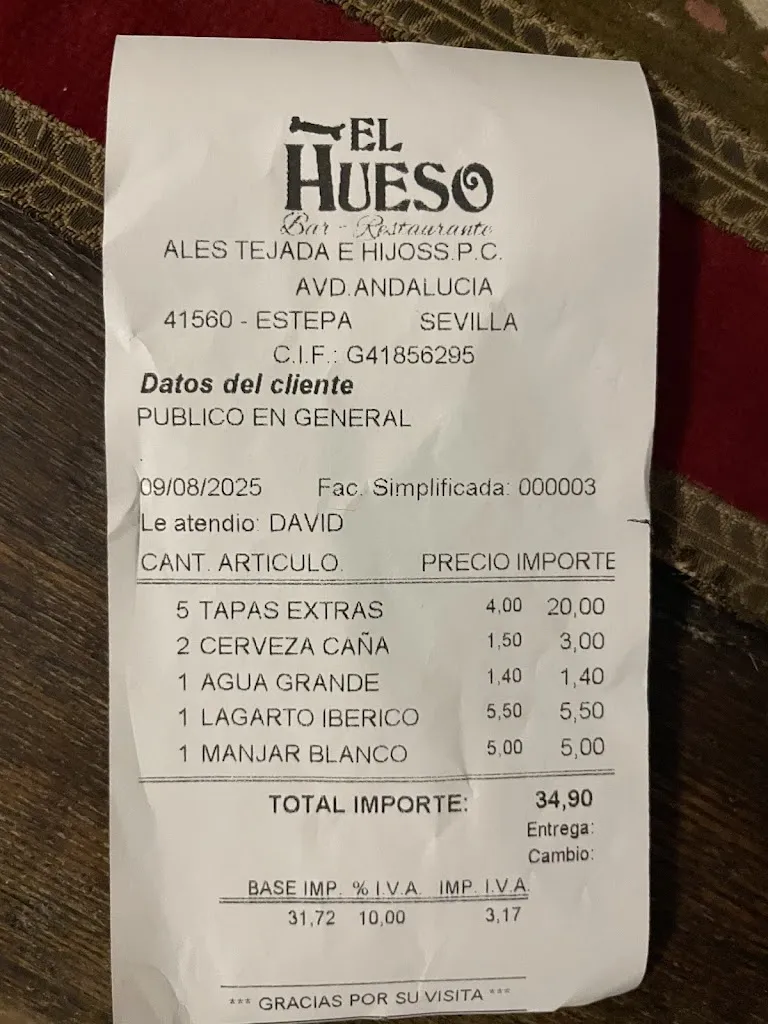 EL
HUESO
Bar - Restaurante
ALES TEJADA E HIJOSS.P.C.
AVD.ANDALUCIA
41560 - ESTEPA SEVILLA
C.I.F.: G41856295
Datos del cliente
PUBLICO EN GENERAL
09/08/2025 Fac. Simplificada: 000003
Le atendio: DAVID
CANT. ARTICULO. PRECIO IMPORTE
5 TAPAS EXTRAS 4,00 20,00
2 CERVEZA CAÑA 1,50 3,00
1 AGUA GRANDE 1,40 1,40
1 LAGARTO IBERICO 5,50 5,50
1 MANJAR BLANCO 5,00 5,00
TOTAL IMPORTE: 34,90
Entrega:
Cambio:
BASE IMP. % I.V.A. IMP. I.V.A.
31,72 10,00 3,17
*** GRACIAS POR SU VISITA ***